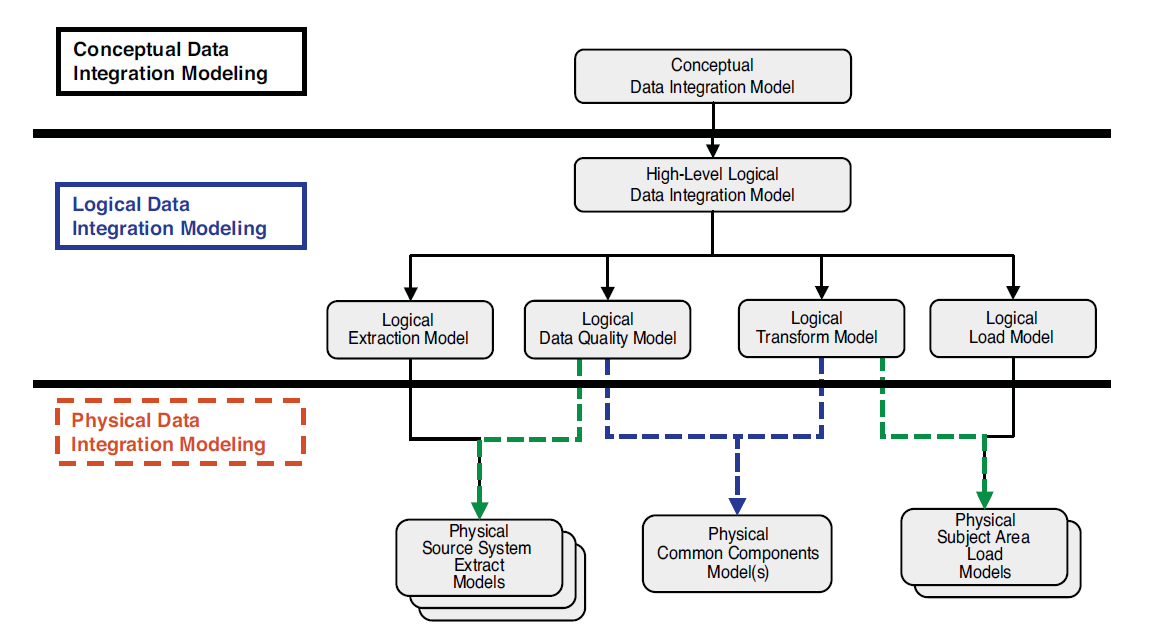 Conceptual Data
Integration Modeling
Conceptual
Data Integration Model
High-Level Logical
Data Integration Model
Logical Data
Integration Modeling
Logical
Extraction Model
Logical
Data Quality Model
Logical
Transform Model
Logical
Load Model
Physical Data
Integration Modeling
Physical
Source System
Extract
Models
Physical
Common Components
Model(s)
Physical
Subject Area
Load
Models